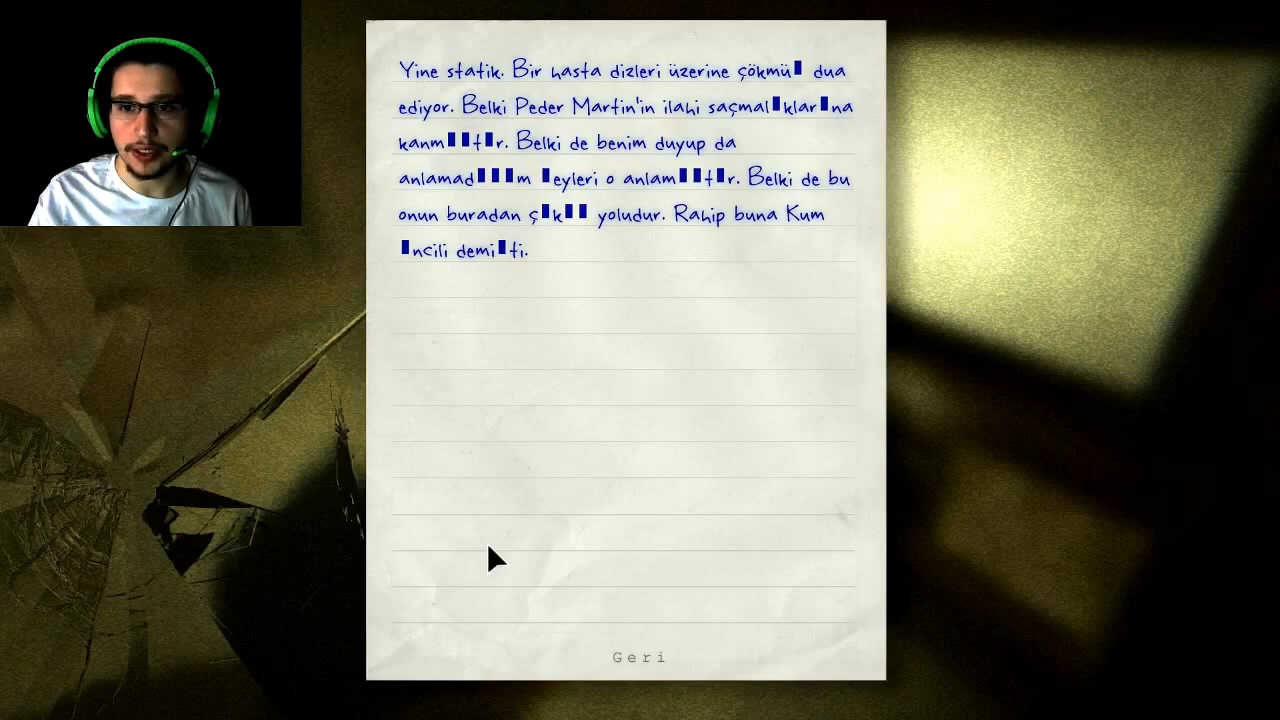 Yine statik. Bir hasta dizleri üzerine çökmü▮ dua
ediyor. Belki Peder Martin'in ilahi saçmal▮klar▮na
kanm▮▮t▮r. Belki de benim duyup da
anlamad▮▮▮m ▮eyleri o anlam▮▮t▮r. Belki de bu
onun buradan ç▮k▮▮ yoludur. Rahip buna Kum
▮ncili demi▮ti.
Geri